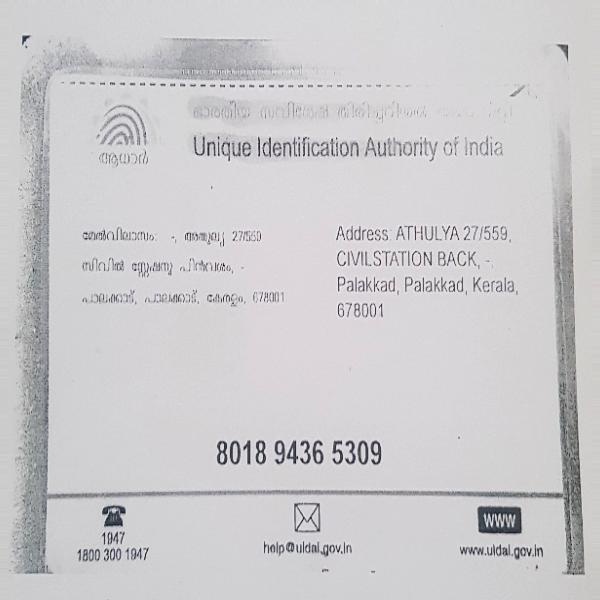 Unique Identification Authority of India
ആധാർ
മേൽവിലാസം: -, അതുല്യ 27/559
സിവിൽ സ്റ്റേഷനു പിൻവശം, -
പാലക്കാട്, പാലക്കാട്, കേരളം, 678001
Address: ATHULYA 27/559,
CIVILSTATION BACK, -,
Palakkad, Palakkad, Kerala,
678001
8018 9436 5309
1947
1800 300 1947
help@uidai.gov.in
WWW
www.uidai.gov.in